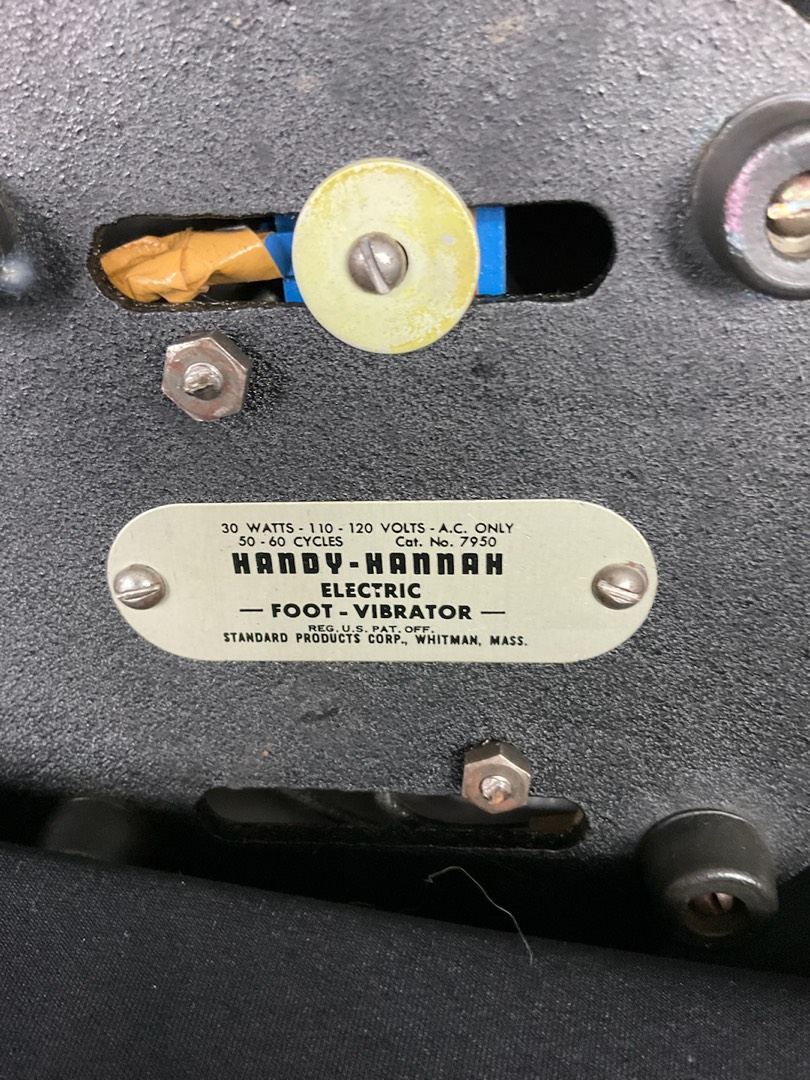 30 WATTS - 110 - 120 VOLTS - A.C. ONLY
50 - 60 CYCLES Cat. No. 7950
HANDY-HANNAH
ELECTRIC
— FOOT - VIBRATOR —
REG. U.S. PAT. OFF.
STANDARD PRODUCTS CORP., WHITMAN, MASS.